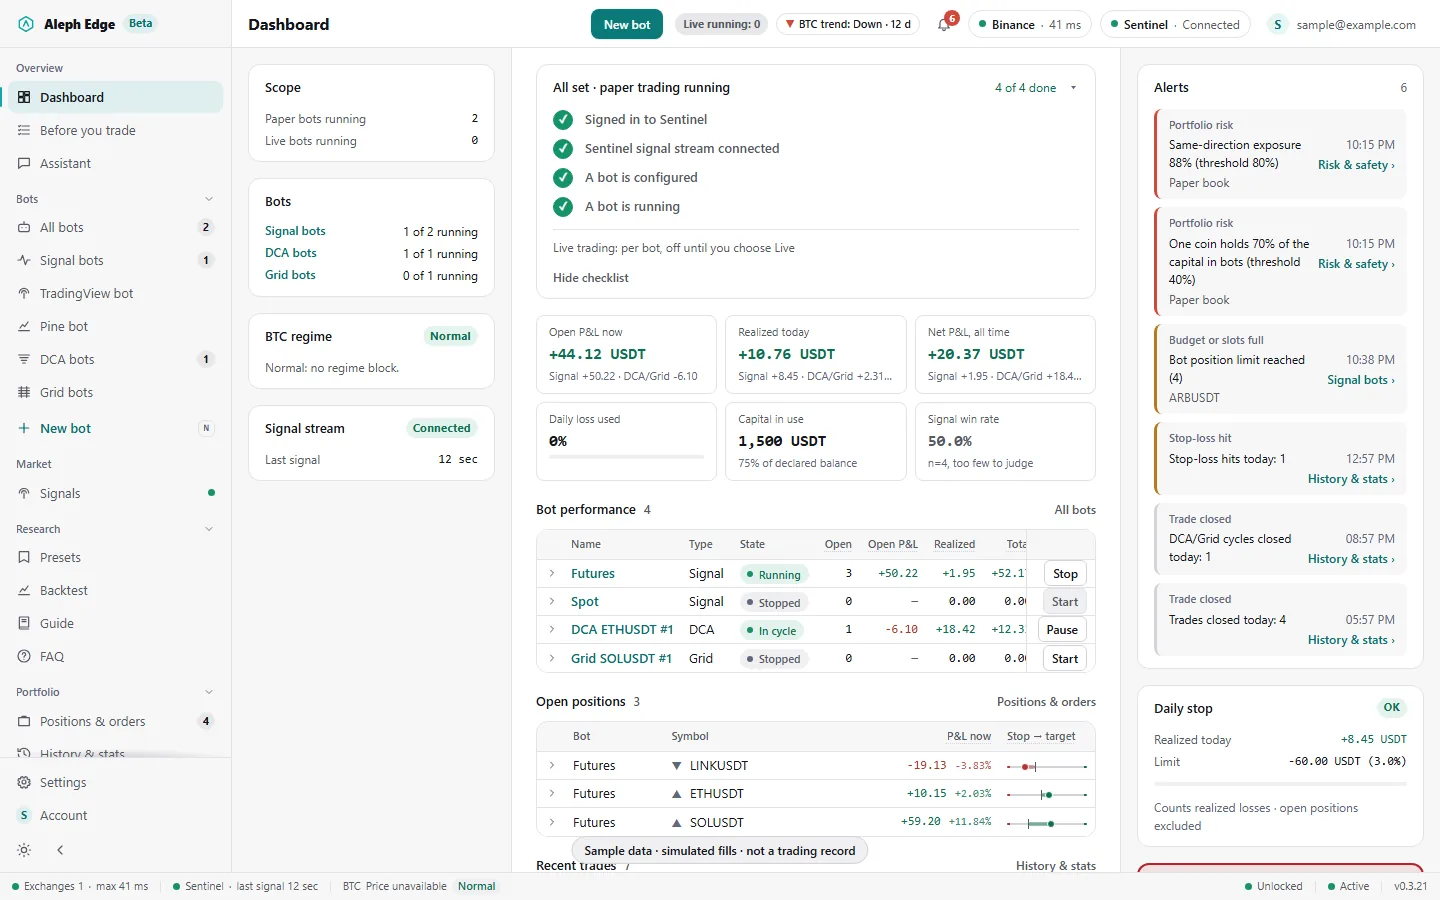 Aleph Edge Beta
Dashboard
New bot
Live running: 0
BTC trend: Down · 12 d
6
Binance · 41 ms
Sentinel · Connected
S sample@example.com
Overview
Dashboard
Before you trade
Assistant
Bots
All bots 2
Signal bots 1
TradingView bot
Pine bot
DCA bots 1
Grid bots
New bot N
Market
Signals
Research
Presets
Backtest
Guide
FAQ
Portfolio
Positions & orders 4
History & stats
Settings
S Account
Scope
Paper bots running 2
Live bots running 0
Bots
Signal bots 1 of 2 running
DCA bots 1 of 1 running
Grid bots 0 of 1 running
BTC regime Normal
Normal: no regime block.
Signal stream Connected
Last signal 12 sec
All set · paper trading running 4 of 4 done
Signed in to Sentinel
Sentinel signal stream connected
A bot is configured
A bot is running
Live trading: per bot, off until you choose Live
Hide checklist
Open P&L now
+44.12 USDT
Signal +50.22 · DCA/Grid -6.10
Realized today
+10.76 USDT
Signal +8.45 · DCA/Grid +2.31...
Net P&L, all time
+20.37 USDT
Signal +1.95 · DCA/Grid +18.4...
Daily loss used
0%
Capital in use
1,500 USDT
75% of declared balance
Signal win rate
50.0%
n=4, too few to judge
Bot performance 4 All bots
Name Type State Open Open P&L Realized Tota
Futures Signal Running 3 +50.22 +1.95 +52.17 Stop
Spot Signal Stopped 0 — 0.00 0.00 Start
DCA ETHUSDT #1 DCA In cycle 1 -6.10 +18.42 +12.3 Pause
Grid SOLUSDT #1 Grid Stopped 0 — 0.00 0.00 Start
Open positions 3 Positions & orders
Bot Symbol P&L now Stop → target
Futures ▼ LINKUSDT -19.13 -3.83%
Futures ▲ ETHUSDT +10.15 +2.03%
Futures ▲ SOLUSDT +59.20 +11.84%
Sample data · simulated fills · not a trading record
Recent trades 7 History & stats
Alerts 6
Portfolio risk
Same-direction exposure 10:15 PM
88% (threshold 80%) Risk & safety ›
Paper book
Portfolio risk
One coin holds 70% of the 10:15 PM
capital in bots (threshold Risk & safety ›
40%)
Paper book
Budget or slots full
Bot position limit reached 10:38 PM
(4) Signal bots ›
ARBUSDT
Stop-loss hit
Stop-loss hits today: 1 12:57 PM
History & stats ›
Trade closed
DCA/Grid cycles closed 08:57 PM
today: 1 History & stats ›
Trade closed
Trades closed today: 4 05:57 PM
History & stats ›
Daily stop OK
Realized today +8.45 USDT
Limit -60.00 USDT (3.0%)
Counts realized losses · open positions
excluded
Exchanges 1 · max 41 ms
Sentinel · last signal 12 sec
BTC Price unavailable Normal
Unlocked
Active
v0.3.21